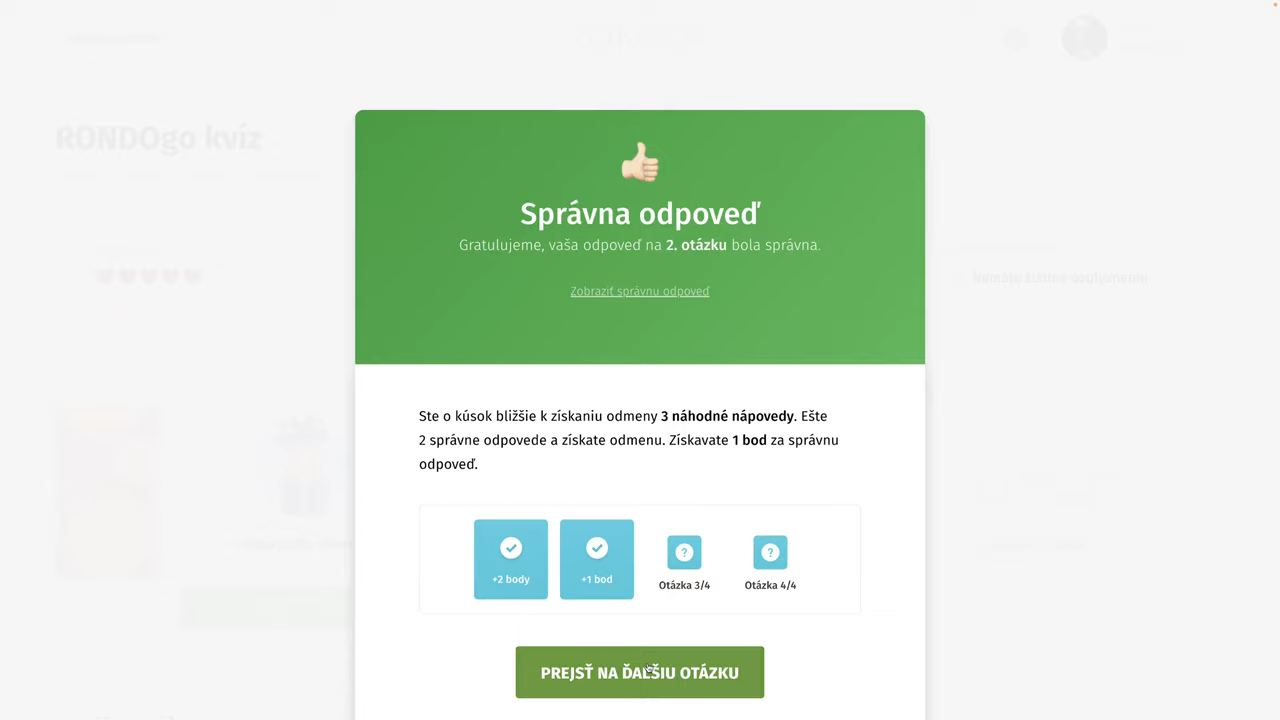 RONDOgo kvíz
Správna odpoveď
Gratulujeme, vaša odpoveď na 2. otázku bola správna.
Zobraziť správnu odpoveď
Ste o kúsok bližšie k získaniu odmeny 3 náhodné nápovedy. Ešte
2 správne odpovede a získate odmenu. Získavate 1 bod za správnu
odpoveď.
+2 body
+1 bod
Otázka 3/4
Otázka 4/4
PREJSŤ NA ĎALŠIU OTÁZKU